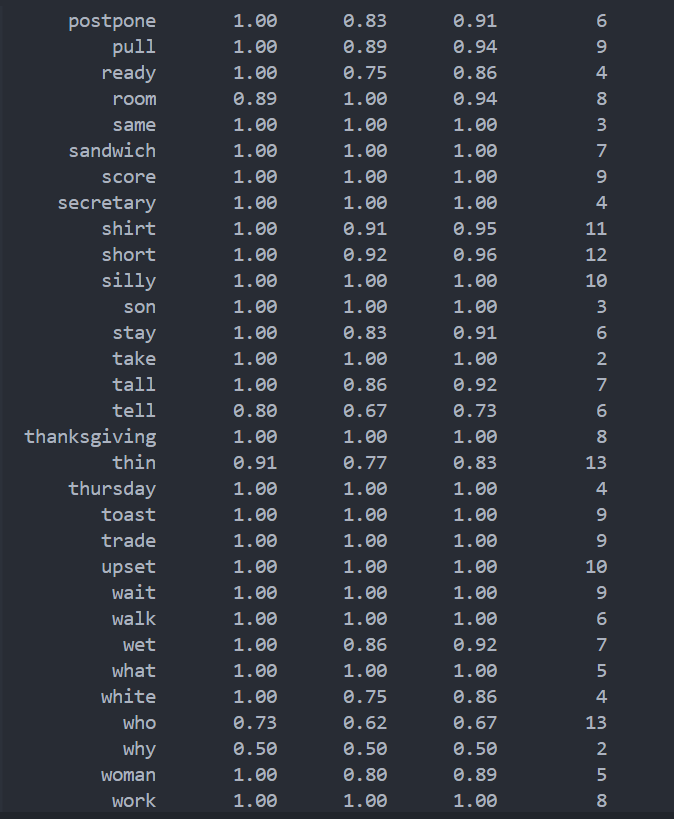 postpone 1.00 0.83 0.91 6
pull 1.00 0.89 0.94 9
ready 1.00 0.75 0.86 4
room 0.89 1.00 0.94 8
same 1.00 1.00 1.00 3
sandwich 1.00 1.00 1.00 7
score 1.00 1.00 1.00 9
secretary 1.00 1.00 1.00 4
shirt 1.00 0.91 0.95 11
short 1.00 0.92 0.96 12
silly 1.00 1.00 1.00 10
son 1.00 1.00 1.00 3
stay 1.00 0.83 0.91 6
take 1.00 1.00 1.00 2
tall 1.00 0.86 0.92 7
tell 0.80 0.67 0.73 6
thanksgiving 1.00 1.00 1.00 8
thin 0.91 0.77 0.83 13
thursday 1.00 1.00 1.00 4
toast 1.00 1.00 1.00 9
trade 1.00 1.00 1.00 9
upset 1.00 1.00 1.00 10
wait 1.00 1.00 1.00 9
walk 1.00 1.00 1.00 6
wet 1.00 0.86 0.92 7
what 1.00 1.00 1.00 5
white 1.00 0.75 0.86 4
who 0.73 0.62 0.67 13
why 0.50 0.50 0.50 2
woman 1.00 0.80 0.89 5
work 1.00 1.00 1.00 8